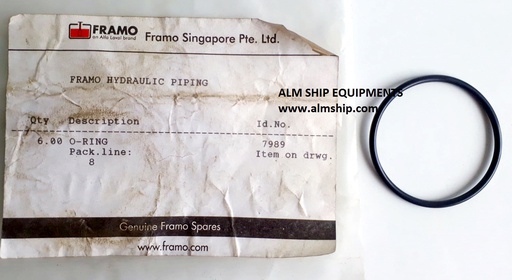 FRAMO
an Alfa Laval brand
Framo Singapore Pte. Ltd.
FRAMO HYDRAULIC PIPING
ALM SHIP EQUIPMENTS
www.almship.com
Qty Description Id.No.
6.00 O-RING 7989
Pack.line: Item on drwg.
8
Genuine Framo Spares
www.framo.com